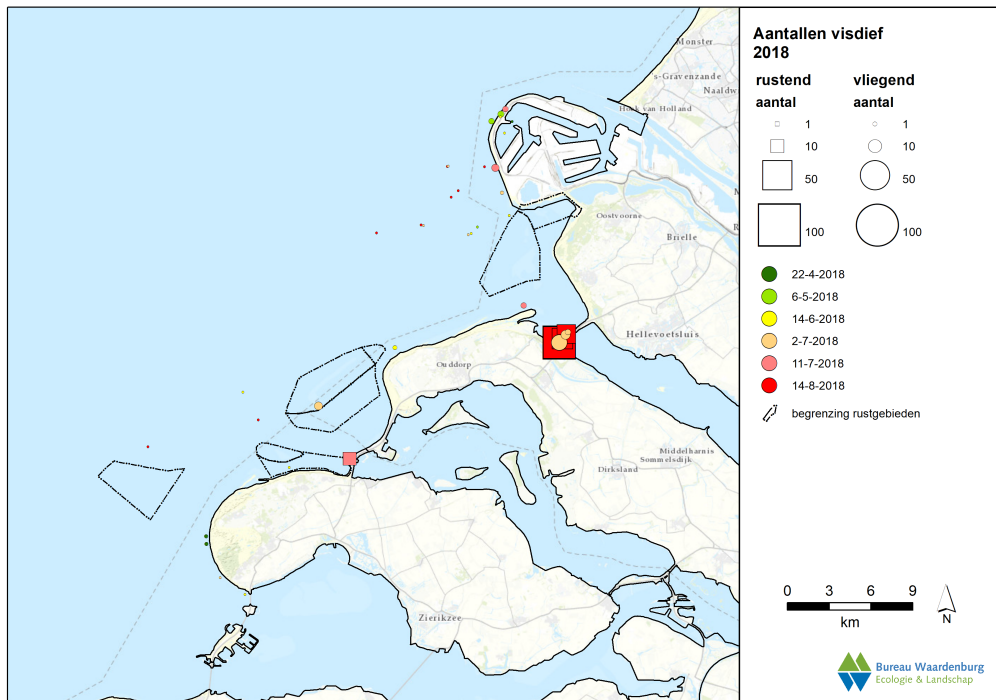 Monster
's-Gravenzande
Hoek van Holland
Oostvoorne
Brielle
Hellevoetsluis
Ouddorp
Middelharnis
Sommelsdijk
Dirksland
Zierikzee
Aantallen visdief
2018
rustend vliegend
aantal aantal
1 1
10 10
50 50
100 100
22-4-2018
6-5-2018
14-6-2018
2-7-2018
11-7-2018
14-8-2018
begrenzing rustgebieden
0 3 6 9
km
N
Bureau Waardenburg
Ecologie & Landschap